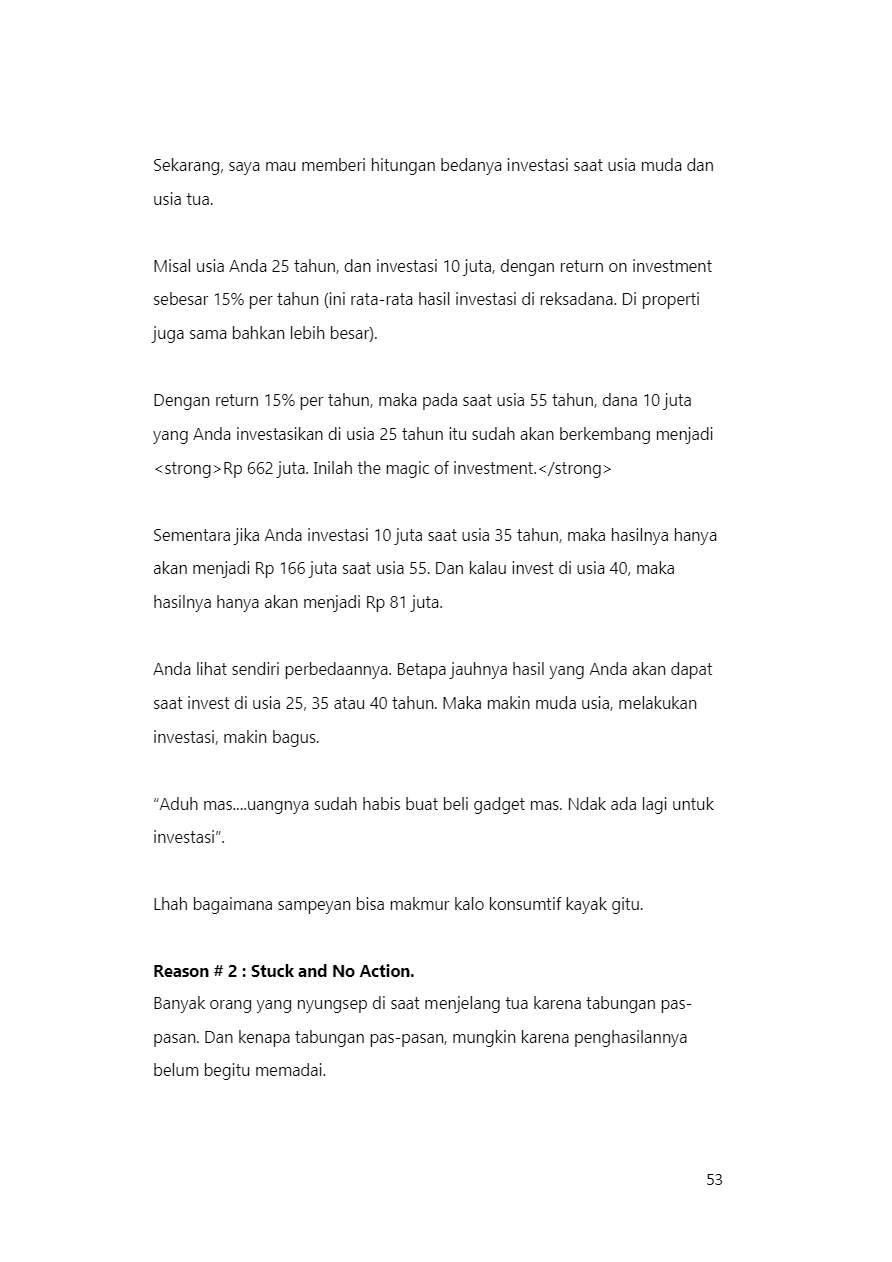 Sekarang, saya mau memberi hitungan bedanya investasi saat usia muda dan
usia tua.
Misal usia Anda 25 tahun, dan investasi 10 juta, dengan return on investment
sebesar 15% per tahun (ini rata-rata hasil investasi di reksadana. Di properti
juga sama bahkan lebih besar).
Dengan return 15% per tahun, maka pada saat usia 55 tahun, dana 10 juta
yang Anda investasikan di usia 25 tahun itu sudah akan berkembang menjadi
<strong>Rp 662 juta. Inilah the magic of investment.</strong>
Sementara jika Anda investasi 10 juta saat usia 35 tahun, maka hasilnya hanya
akan menjadi Rp 166 juta saat usia 55. Dan kalau invest di usia 40, maka
hasilnya hanya akan menjadi Rp 81 juta.
Anda lihat sendiri perbedaannya. Betapa jauhnya hasil yang Anda akan dapat
saat invest di usia 25, 35 atau 40 tahun. Maka makin muda usia, melakukan
investasi, makin bagus.
“Aduh mas....uangnya sudah habis buat beli gadget mas. Ndak ada lagi untuk
investasi”.
Lhah bagaimana sampeyan bisa makmur kalo konsumtif kayak gitu.
Reason # 2 : Stuck and No Action.
Banyak orang yang nyungsep di saat menjelang tua karena tabungan pas-
pasan. Dan kenapa tabungan pas-pasan, mungkin karena penghasilannya
belum begitu memadai.
53